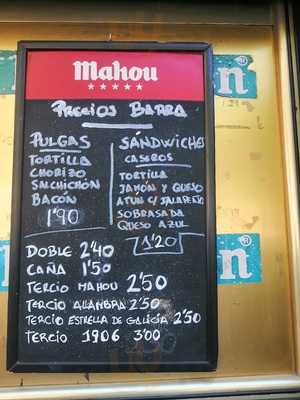 Mahou
PRECIOS BARRA
PULGAS
TORTILLA
CHORIZO
SALCHICHÓN
BACÓN
1'90
SÁNDWICHES
CASEROS
TORTILLA
JAMÓN Y QUESO
ATUN C/ JALAPEÑO
SOBRASADA
QUESO AZUL
1'20
DOBLE 2'40
CAÑA 1'50
TERCIO MAHOU 2'50
TERCIO ALHAMBRA 2'50
TERCIO ESTRELLA DE GALICIA 2'50
TERCIO 1906 3'00